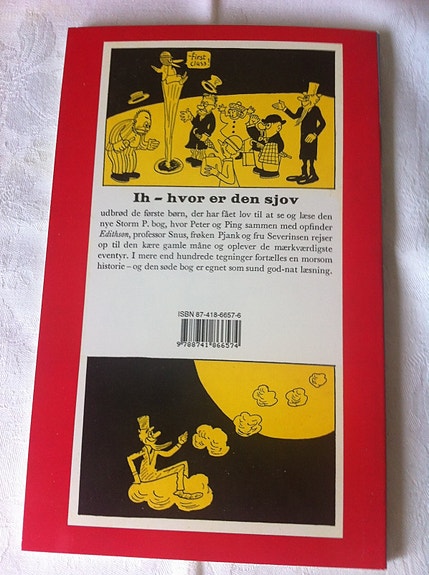 "first class"
Ih – hvor er den sjov
udbrød de første børn, der har fået lov til at se og læse den
nye Storm P. bog, hvor Peter og Ping sammen med opfinder
Edithson, professor Snus, frøken Pjank og fru Severinsen rejser
op til den kære gamle måne og oplever de mærkværdigste
eventyr. I mere end hundrede tegninger fortælles en morsom
historie – og den søde bog er egnet som sund god-nat læsning.
ISBN 87-418-6657-6
9 788741 866574